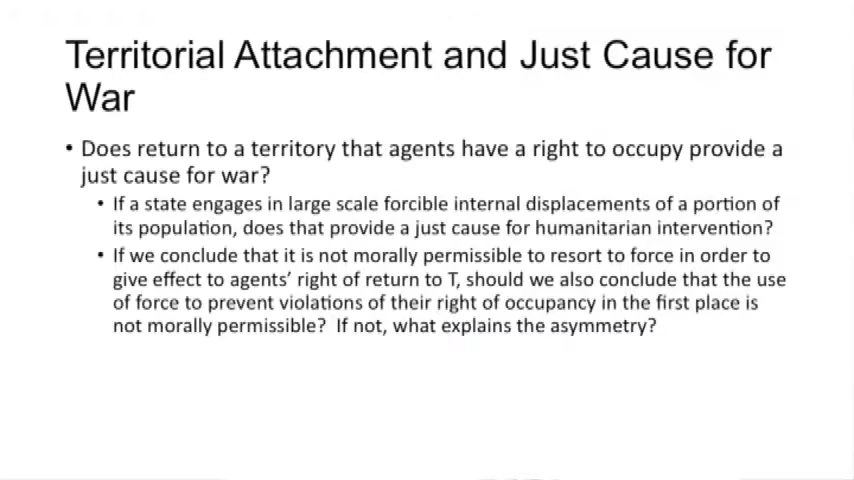 Territorial Attachment and Just Cause for
War
• Does return to a territory that agents have a right to occupy provide a
just cause for war?
• If a state engages in large scale forcible internal displacements of a portion of
its population, does that provide a just cause for humanitarian intervention?
• If we conclude that it is not morally permissible to resort to force in order to
give effect to agents' right of return to T, should we also conclude that the use
of force to prevent violations of their right of occupancy in the first place is
not morally permissible?  If not, what explains the asymmetry?